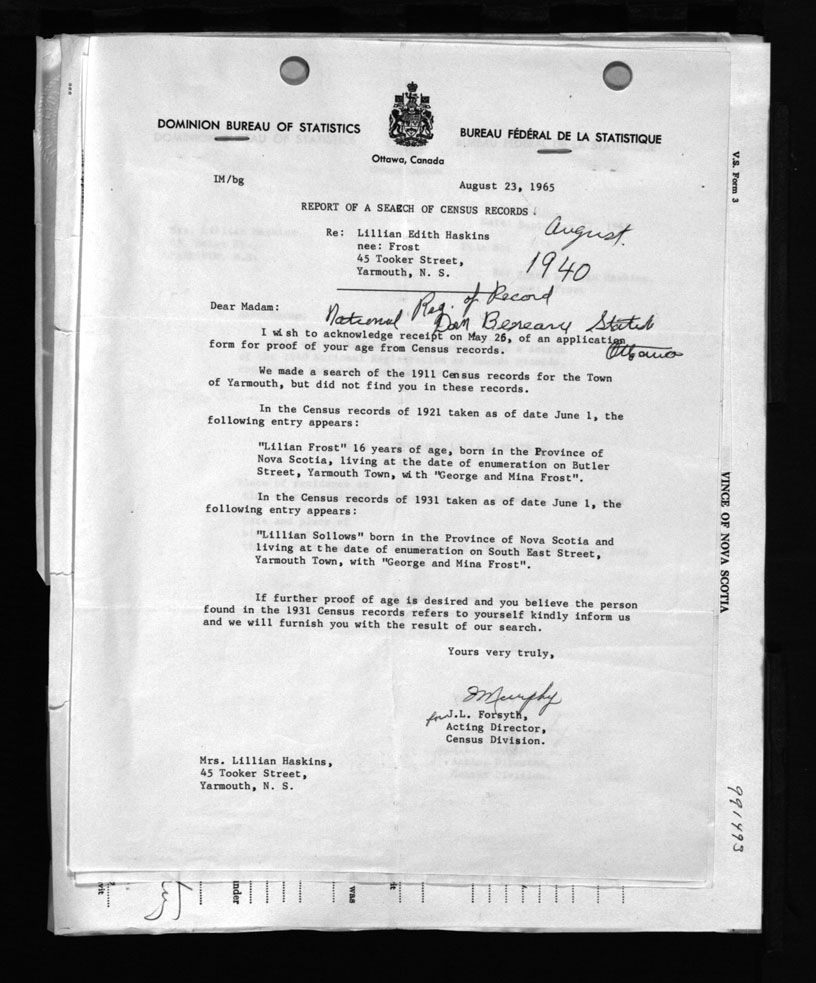 DOMINION BUREAU OF STATISTICS
BUREAU FÉDÉRAL DE LA STATISTIQUE
Ottawa, Canada
IM/bg
August 23, 1965
REPORT OF A SEARCH OF CENSUS RECORDS.
Re: Lillian Edith Haskins
nee: Frost
45 Tooker Street,
Yarmouth, N. S.
August
1940
National Reg. of Record
Dear Madam:
I wish to acknowledge receipt on May 26, of an application
form for proof of your age from Census records.
Ottawa
We made a search of the 1911 Census records for the Town
of Yarmouth, but did not find you in these records.
In the Census records of 1921 taken as of date June 1, the
following entry appears:
"Lilian Frost" 16 years of age, born in the Province of
Nova Scotia, living at the date of enumeration on Butler
Street, Yarmouth Town, with "George and Mina Frost".
In the Census records of 1931 taken as of date June 1, the
following entry appears:
"Lillian Sollows" born in the Province of Nova Scotia and
living at the date of enumeration on South East Street,
Yarmouth Town, with "George and Mina Frost".
If further proof of age is desired and you believe the person
found in the 1931 Census records refers to yourself kindly inform us
and we will furnish you with the result of our search.
Yours very truly,
JMurphy
for J.L. Forsyth,
Acting Director,
Census Division.
Mrs. Lillian Haskins,
45 Tooker Street,
Yarmouth, N. S.
V.S. Form 3
VINCE OF NOVA SCOTIA
991493
under
was